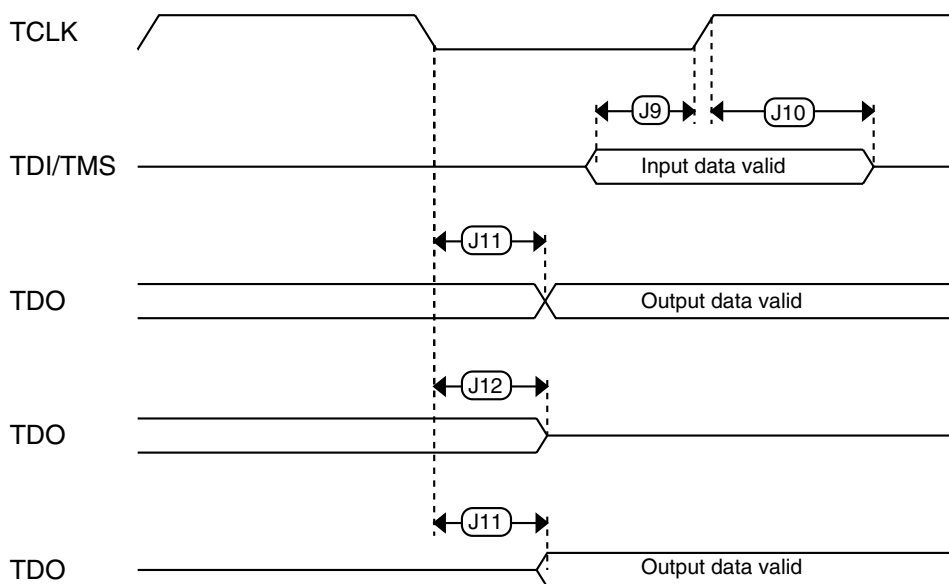 TCLK
J9
J10
TDI/TMS
Input data valid
J11
TDO
Output data valid
J12
TDO
J11
TDO
Output data valid